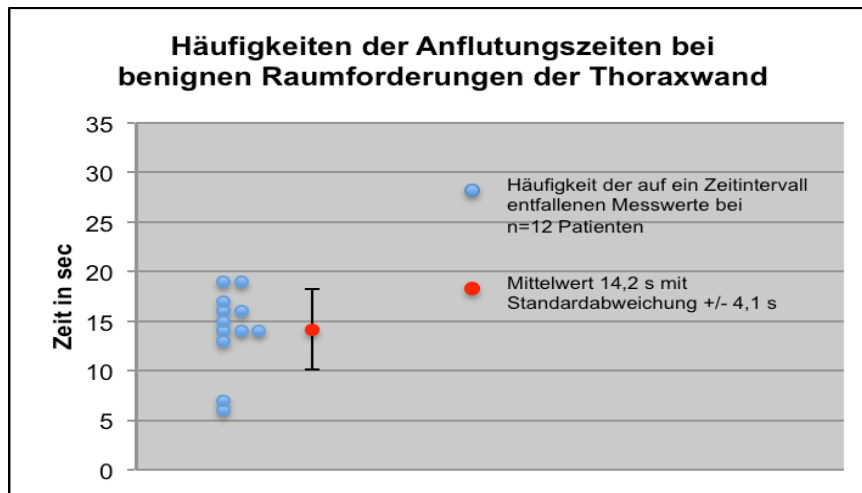 Häufigkeiten der Anflutungszeiten bei
benignen Raumforderungen der Thoraxwand
35
30
25
20
15
10
5
0
Zeit in sec
Häufigkeit der auf ein Zeitintervall
entfallenen Messwerte bei
n=12 Patienten
Mittelwert 14,2 s mit
Standardabweichung +/- 4,1 s